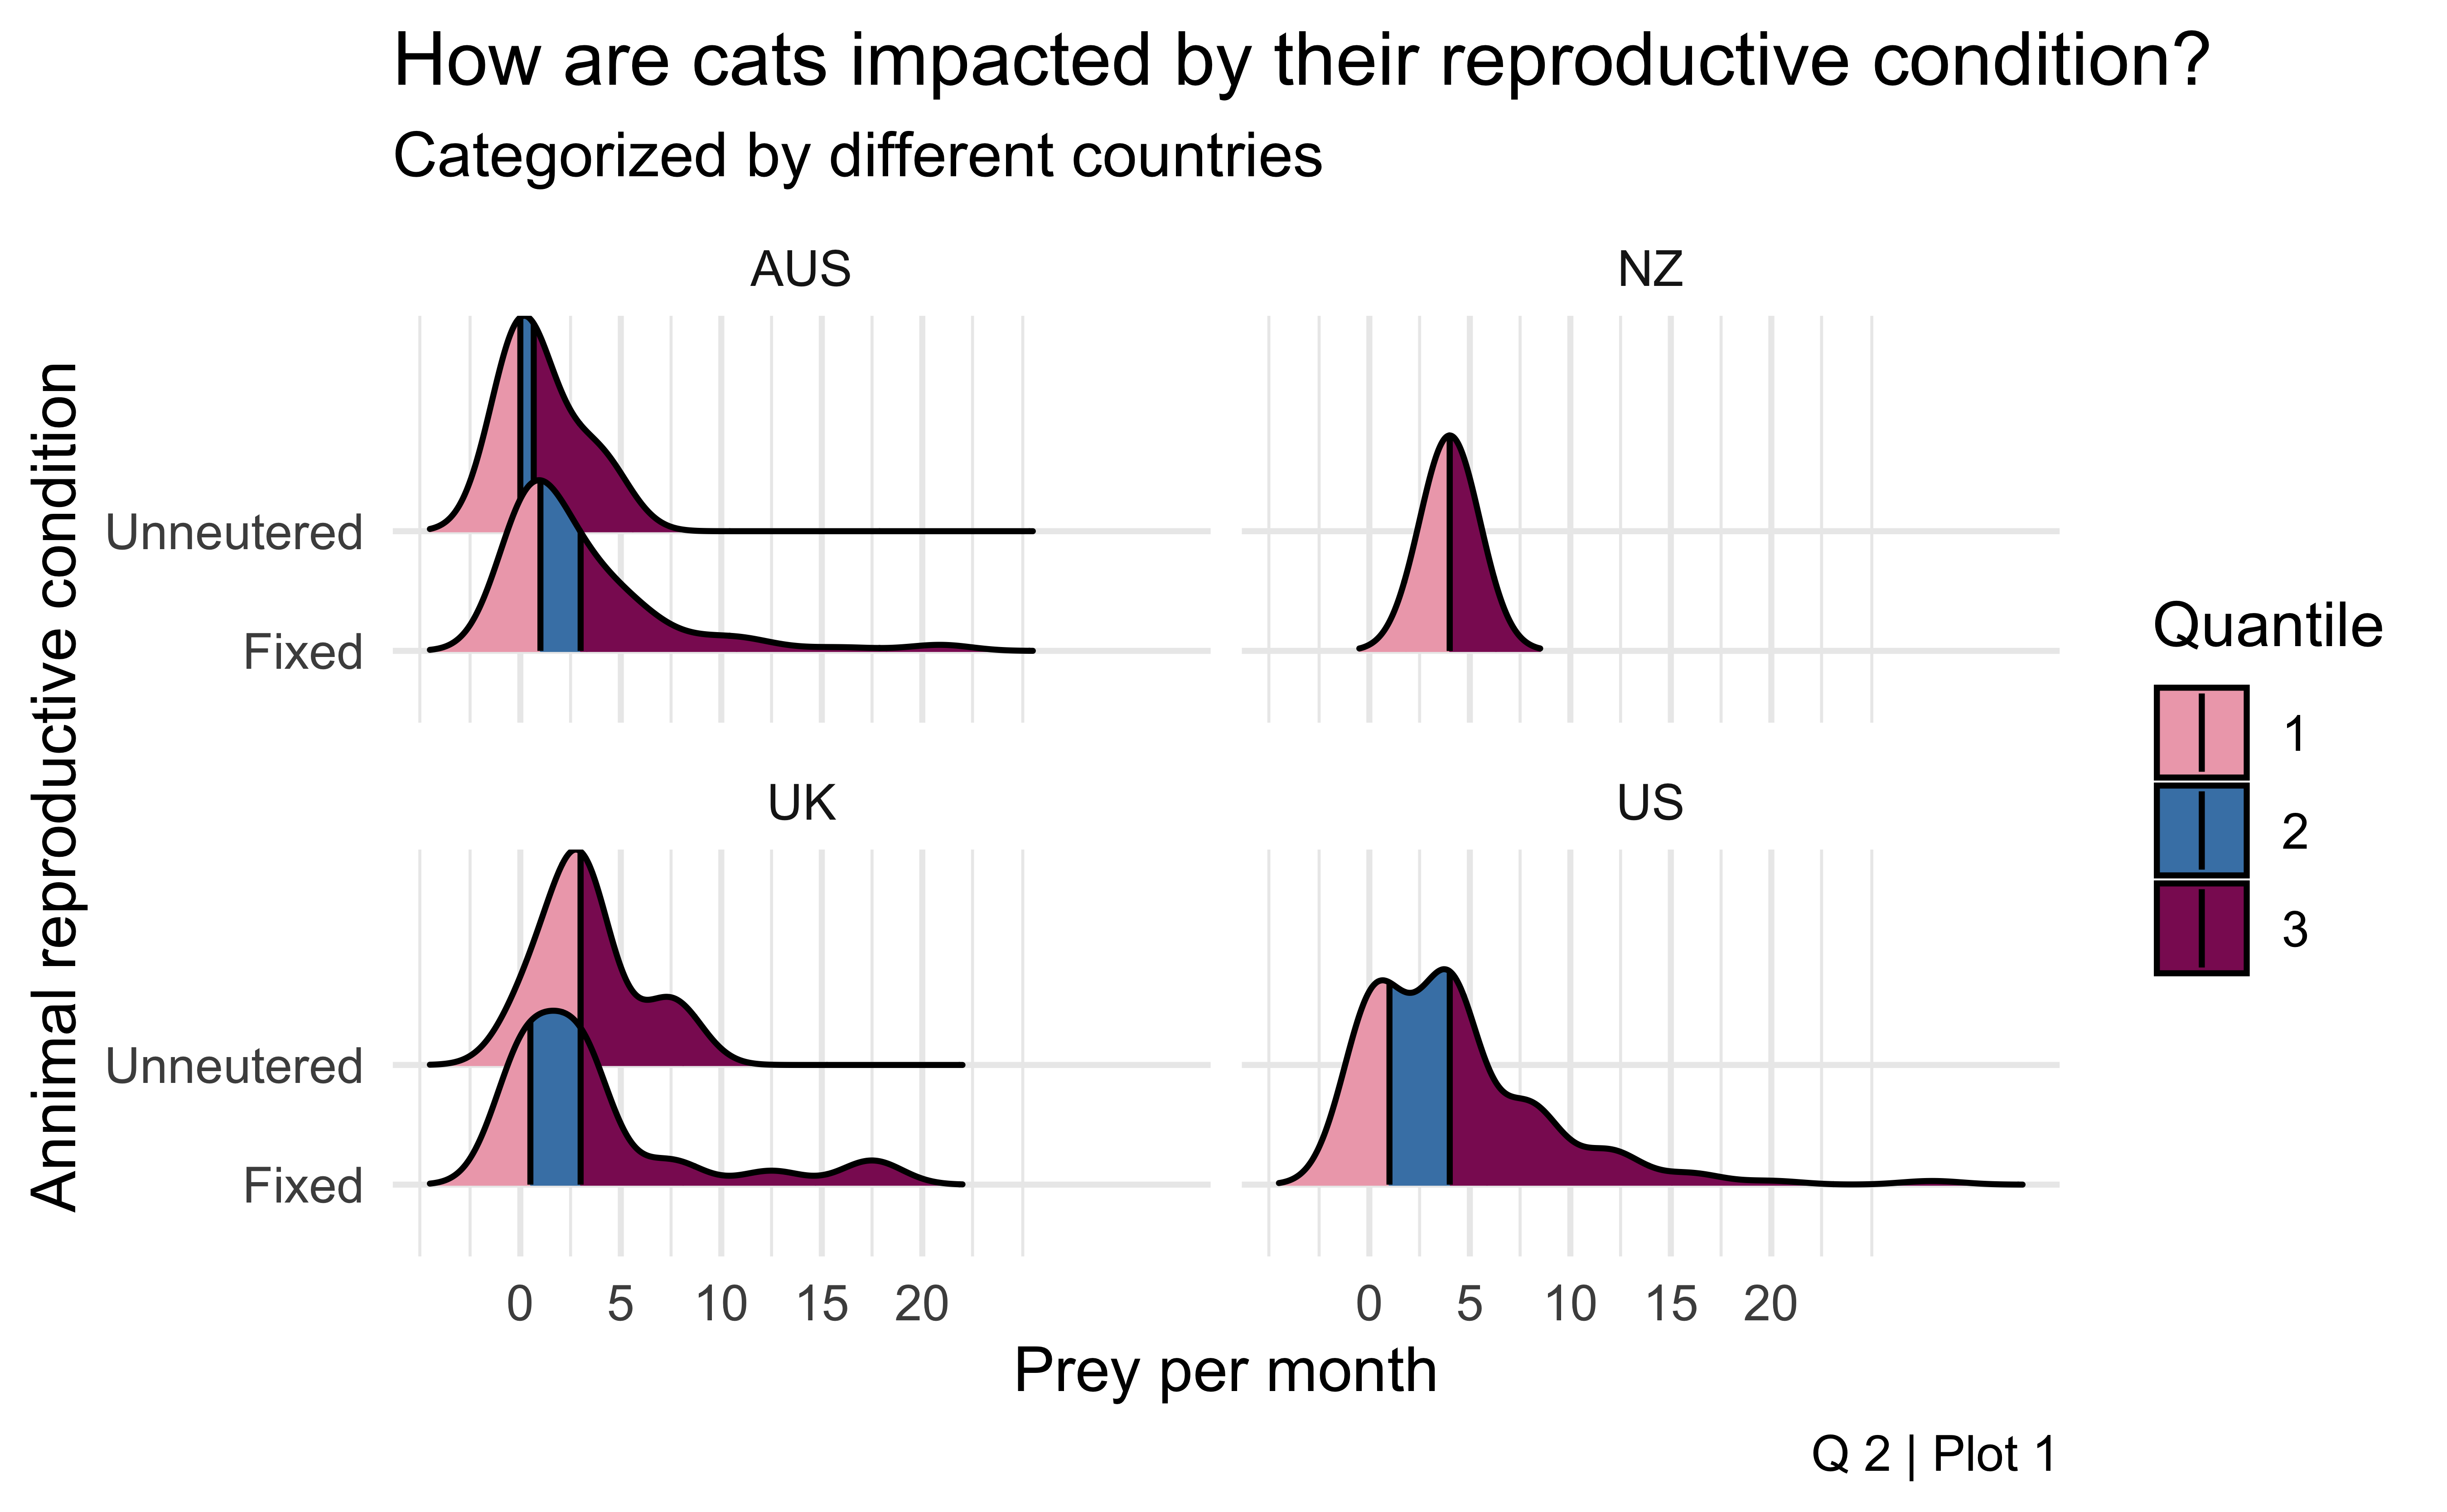 How are cats impacted by their reproductive condition?
Categorized by different countries
AUS
NZ
Annimal reproductive condition
Unneutered
Fixed
UK
US
Unneutered
Fixed
0 5 10 15 20
0 5 10 15 20
Prey per month
Quantile
1
2
3
Q 2 | Plot 1